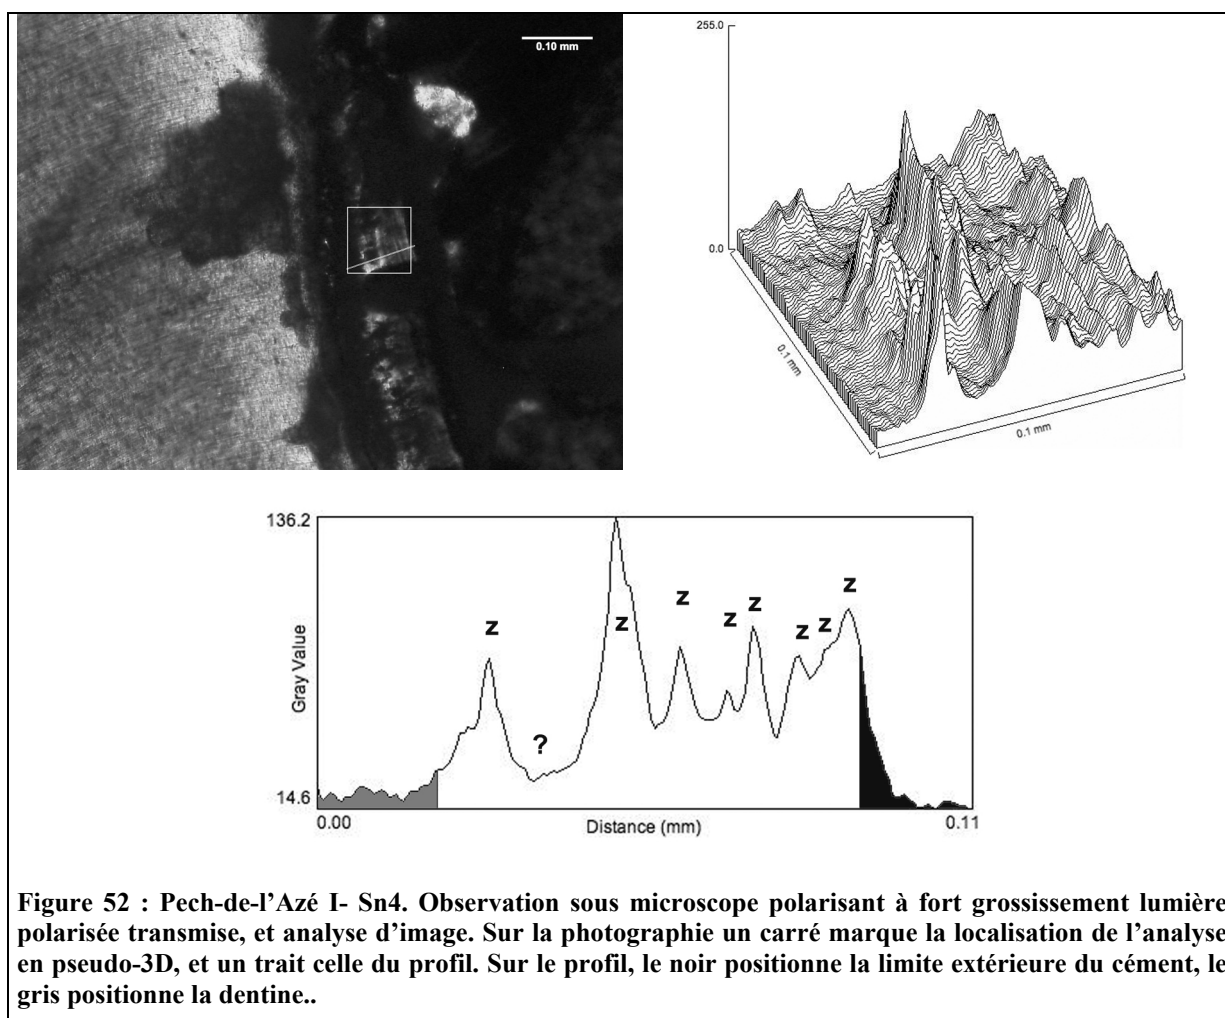 0.10 mm
255.0
0.0
0.1 mm
0.1 mm
136.2
14.6
Gray Value
z
?
z
z
z
z
z
z
z
0.00
Distance (mm)
0.11
Figure 52 : Pech-de-l’Azé I- Sn4. Observation sous microscope polarisant à fort grossissement lumière
polarisée transmise, et analyse d’image. Sur la photographie un carré marque la localisation de l’analyse
en pseudo-3D, et un trait celle du profil. Sur le profil, le noir positionne la limite extérieure du cément, le
gris positionne la dentine..